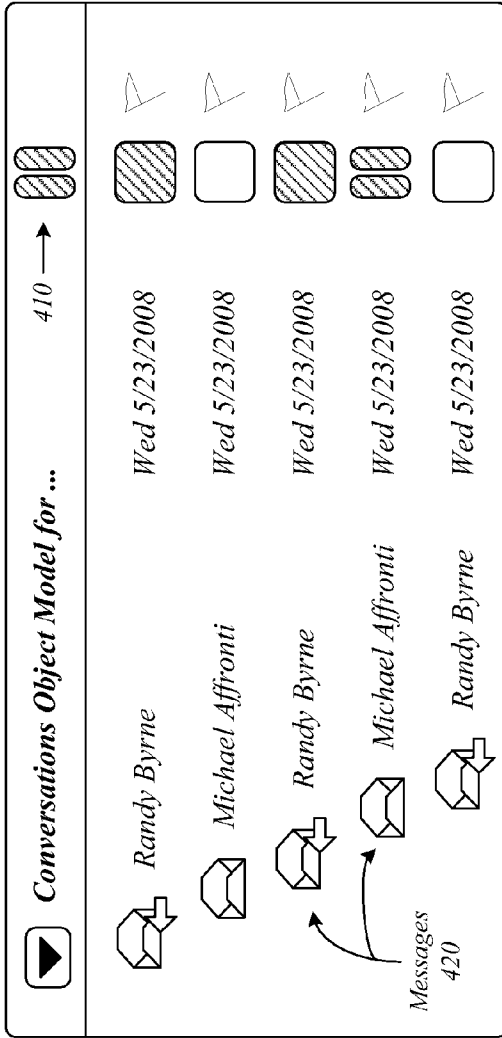 Conversations Object Model for ... 410
Randy Byrne Wed 5/23/2008
Michael Affronti Wed 5/23/2008
Randy Byrne Wed 5/23/2008
Michael Affronti Wed 5/23/2008
Randy Byrne Wed 5/23/2008
Messages
420